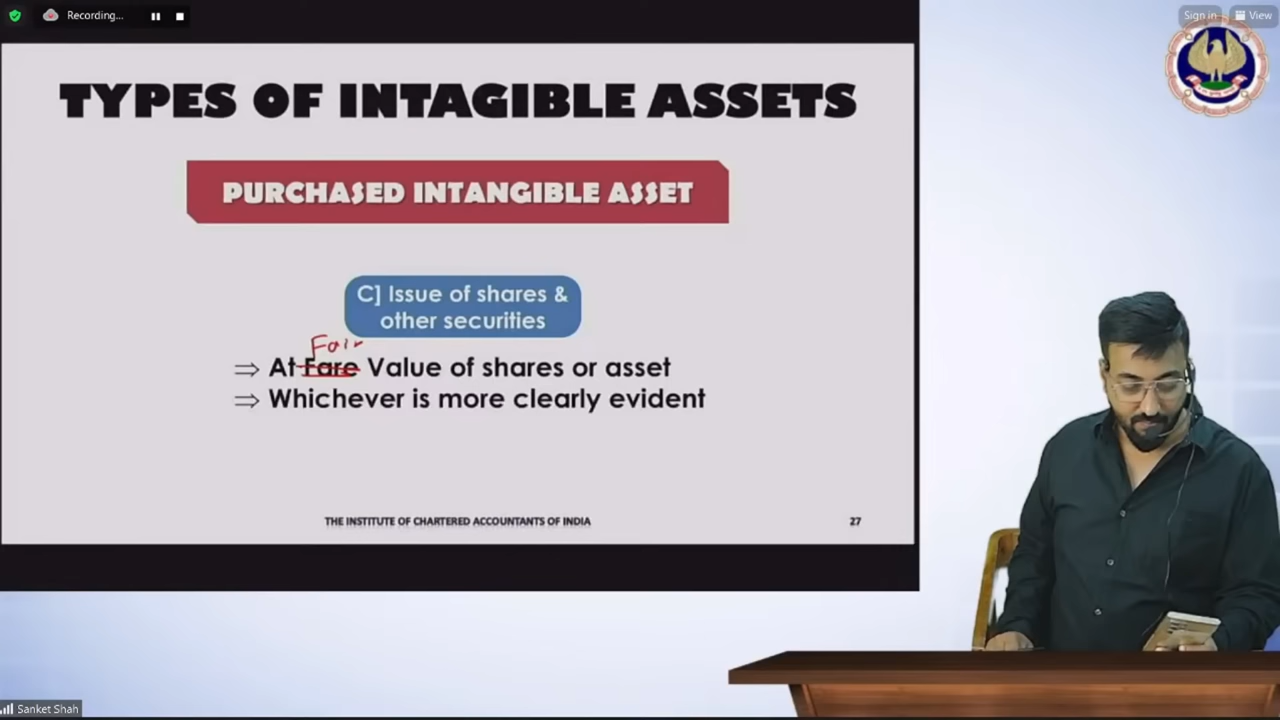 Recording...
Sign in
View
TYPES OF INTAGIBLE ASSETS
PURCHASED INTANGIBLE ASSET
C] Issue of shares &
other securities
Fair
⇒ At Fare Value of shares or asset
⇒ Whichever is more clearly evident
THE INSTITUTE OF CHARTERED ACCOUNTANTS OF INDIA
27
Sanket Shah